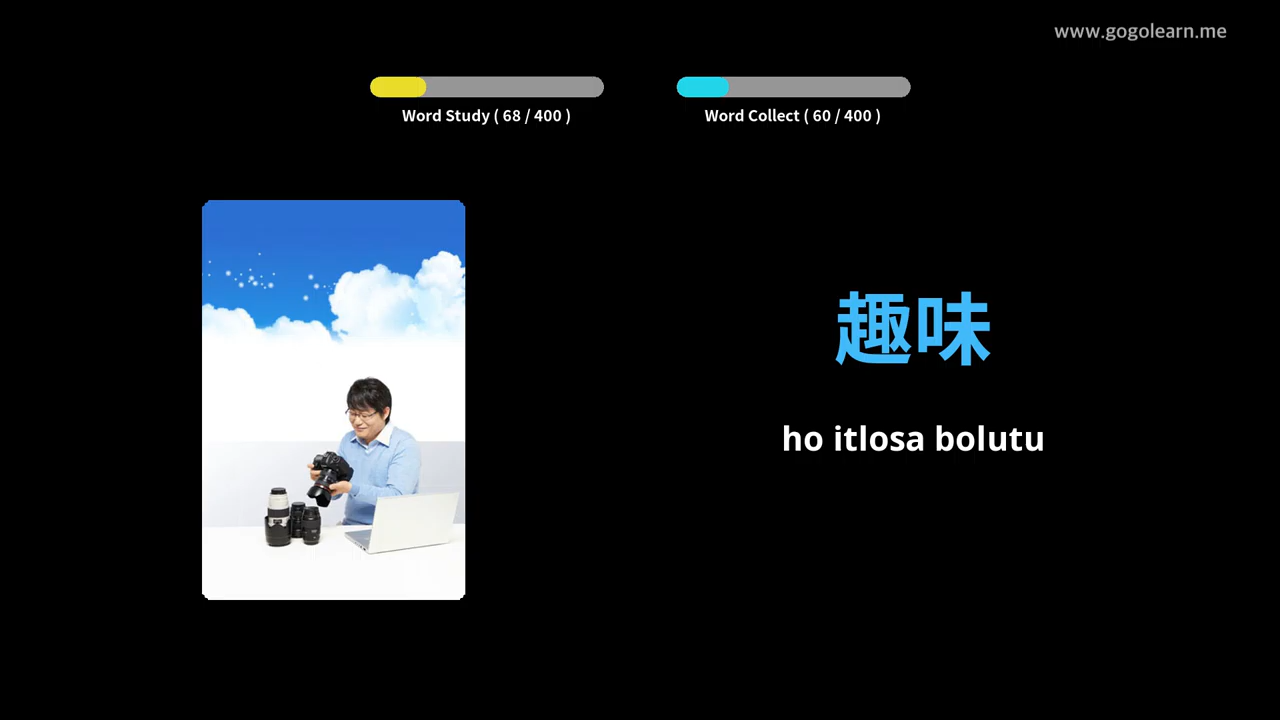 www.gogolearn.me
Word Study ( 68 / 400 )
Word Collect ( 60 / 400 )
趣味
ho itlosa bolutu